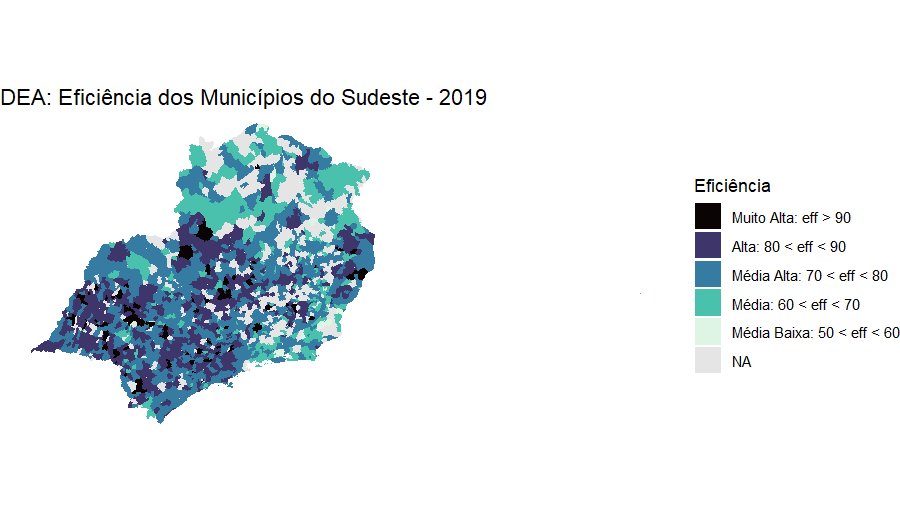 DEA: Eficiência dos Municípios do Sudeste - 2019
Eficiência
Muito Alta: eff > 90
Alta: 80 < eff < 90
Média Alta: 70 < eff < 80
Média: 60 < eff < 70
Média Baixa: 50 < eff < 60
NA